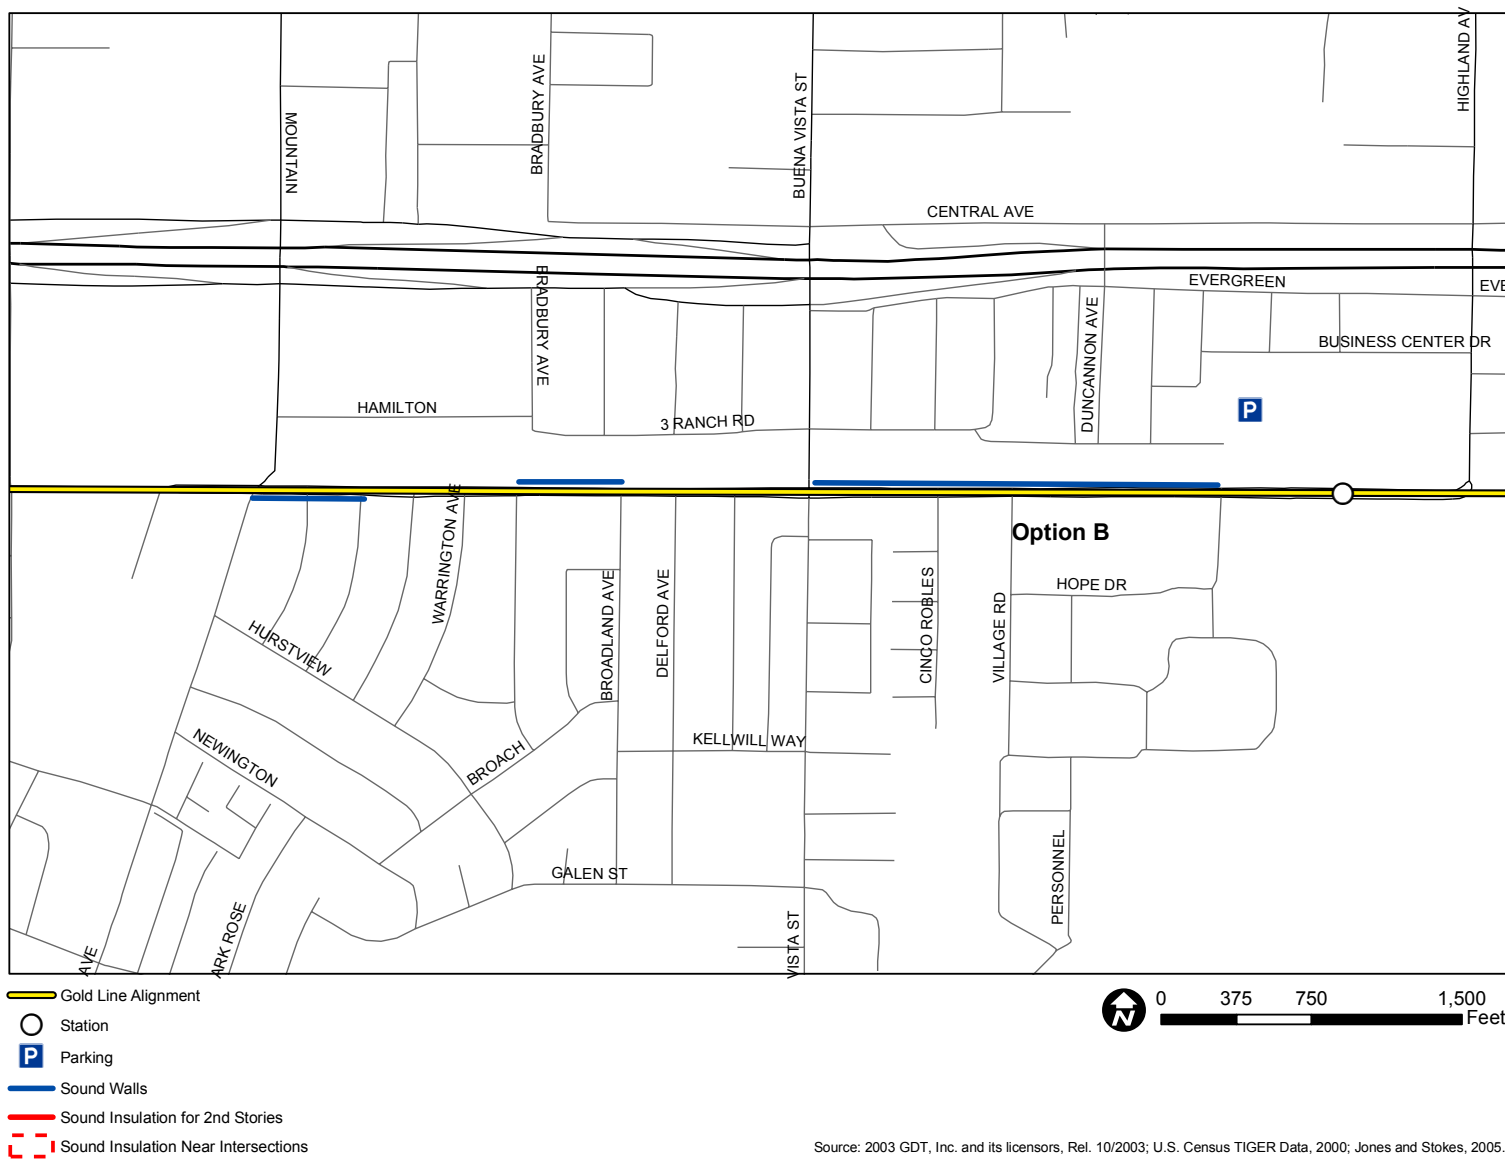 HIGHLAND AV
BRADBURY AVE
BUENA VISTA ST
MOUNTAIN
CENTRAL AVE
EVERGREEN
EVE
BRADBURY AVE
DUNCANNON AVE
BUSINESS CENTER DR
HAMILTON
3 RANCH RD
P
WARRINGTON AVE
Option B
HOPE DR
BROADLAND AVE
DELFORD AVE
CINCO ROBLES
VILLAGE RD
HURSTVIEW
NEWINGTON
BROACH
KELLWILL WAY
GALEN ST
PERSONNEL
AVE
ARK ROSE
VISTA ST
Gold Line Alignment
Station
P Parking
Sound Walls
Sound Insulation for 2nd Stories
Sound Insulation Near Intersections
N
0 375 750 1,500
Feet
Source: 2003 GDT, Inc. and its licensors, Rel. 10/2003; U.S. Census TIGER Data, 2000; Jones and Stokes, 2005.